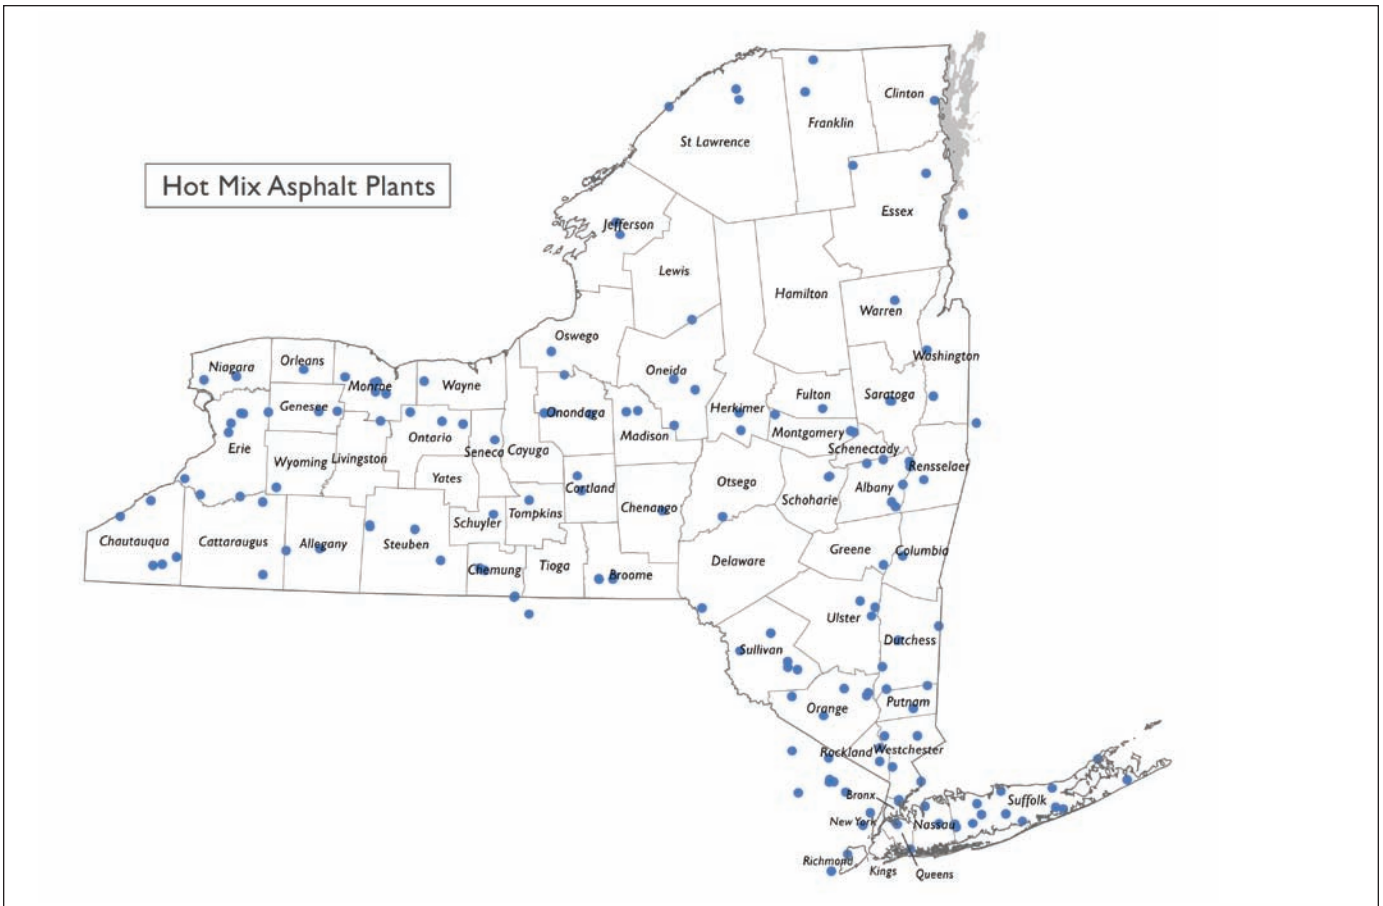 Clinton
Franklin
St Lawrence
Hot Mix Asphalt Plants
Essex
Jefferson
Lewis
Hamilton
Warren
Oswego
Washington
Orleans
Niagara
Oneida
Monroe
Wayne
Fulton
Saratoga
Genesee
Herkimer
Onondaga
Montgomery
Madison
Ontario
Erie
Seneca
Cayuga
Schenectady
Wyoming
Livingston
Rensselaer
Yates
Otsego
Cortland
Albany
Schoharie
Chenango
Tompkins
Schuyler
Chautauqua
Cattaraugus
Allegany
Steuben
Greene
Columbia
Delaware
Tioga
Chemung
Broome
Ulster
Dutchess
Sullivan
Putnam
Orange
Rockland
Westchester
Bronx
Suffolk
New York
Nassau
Richmond
Kings
Queens